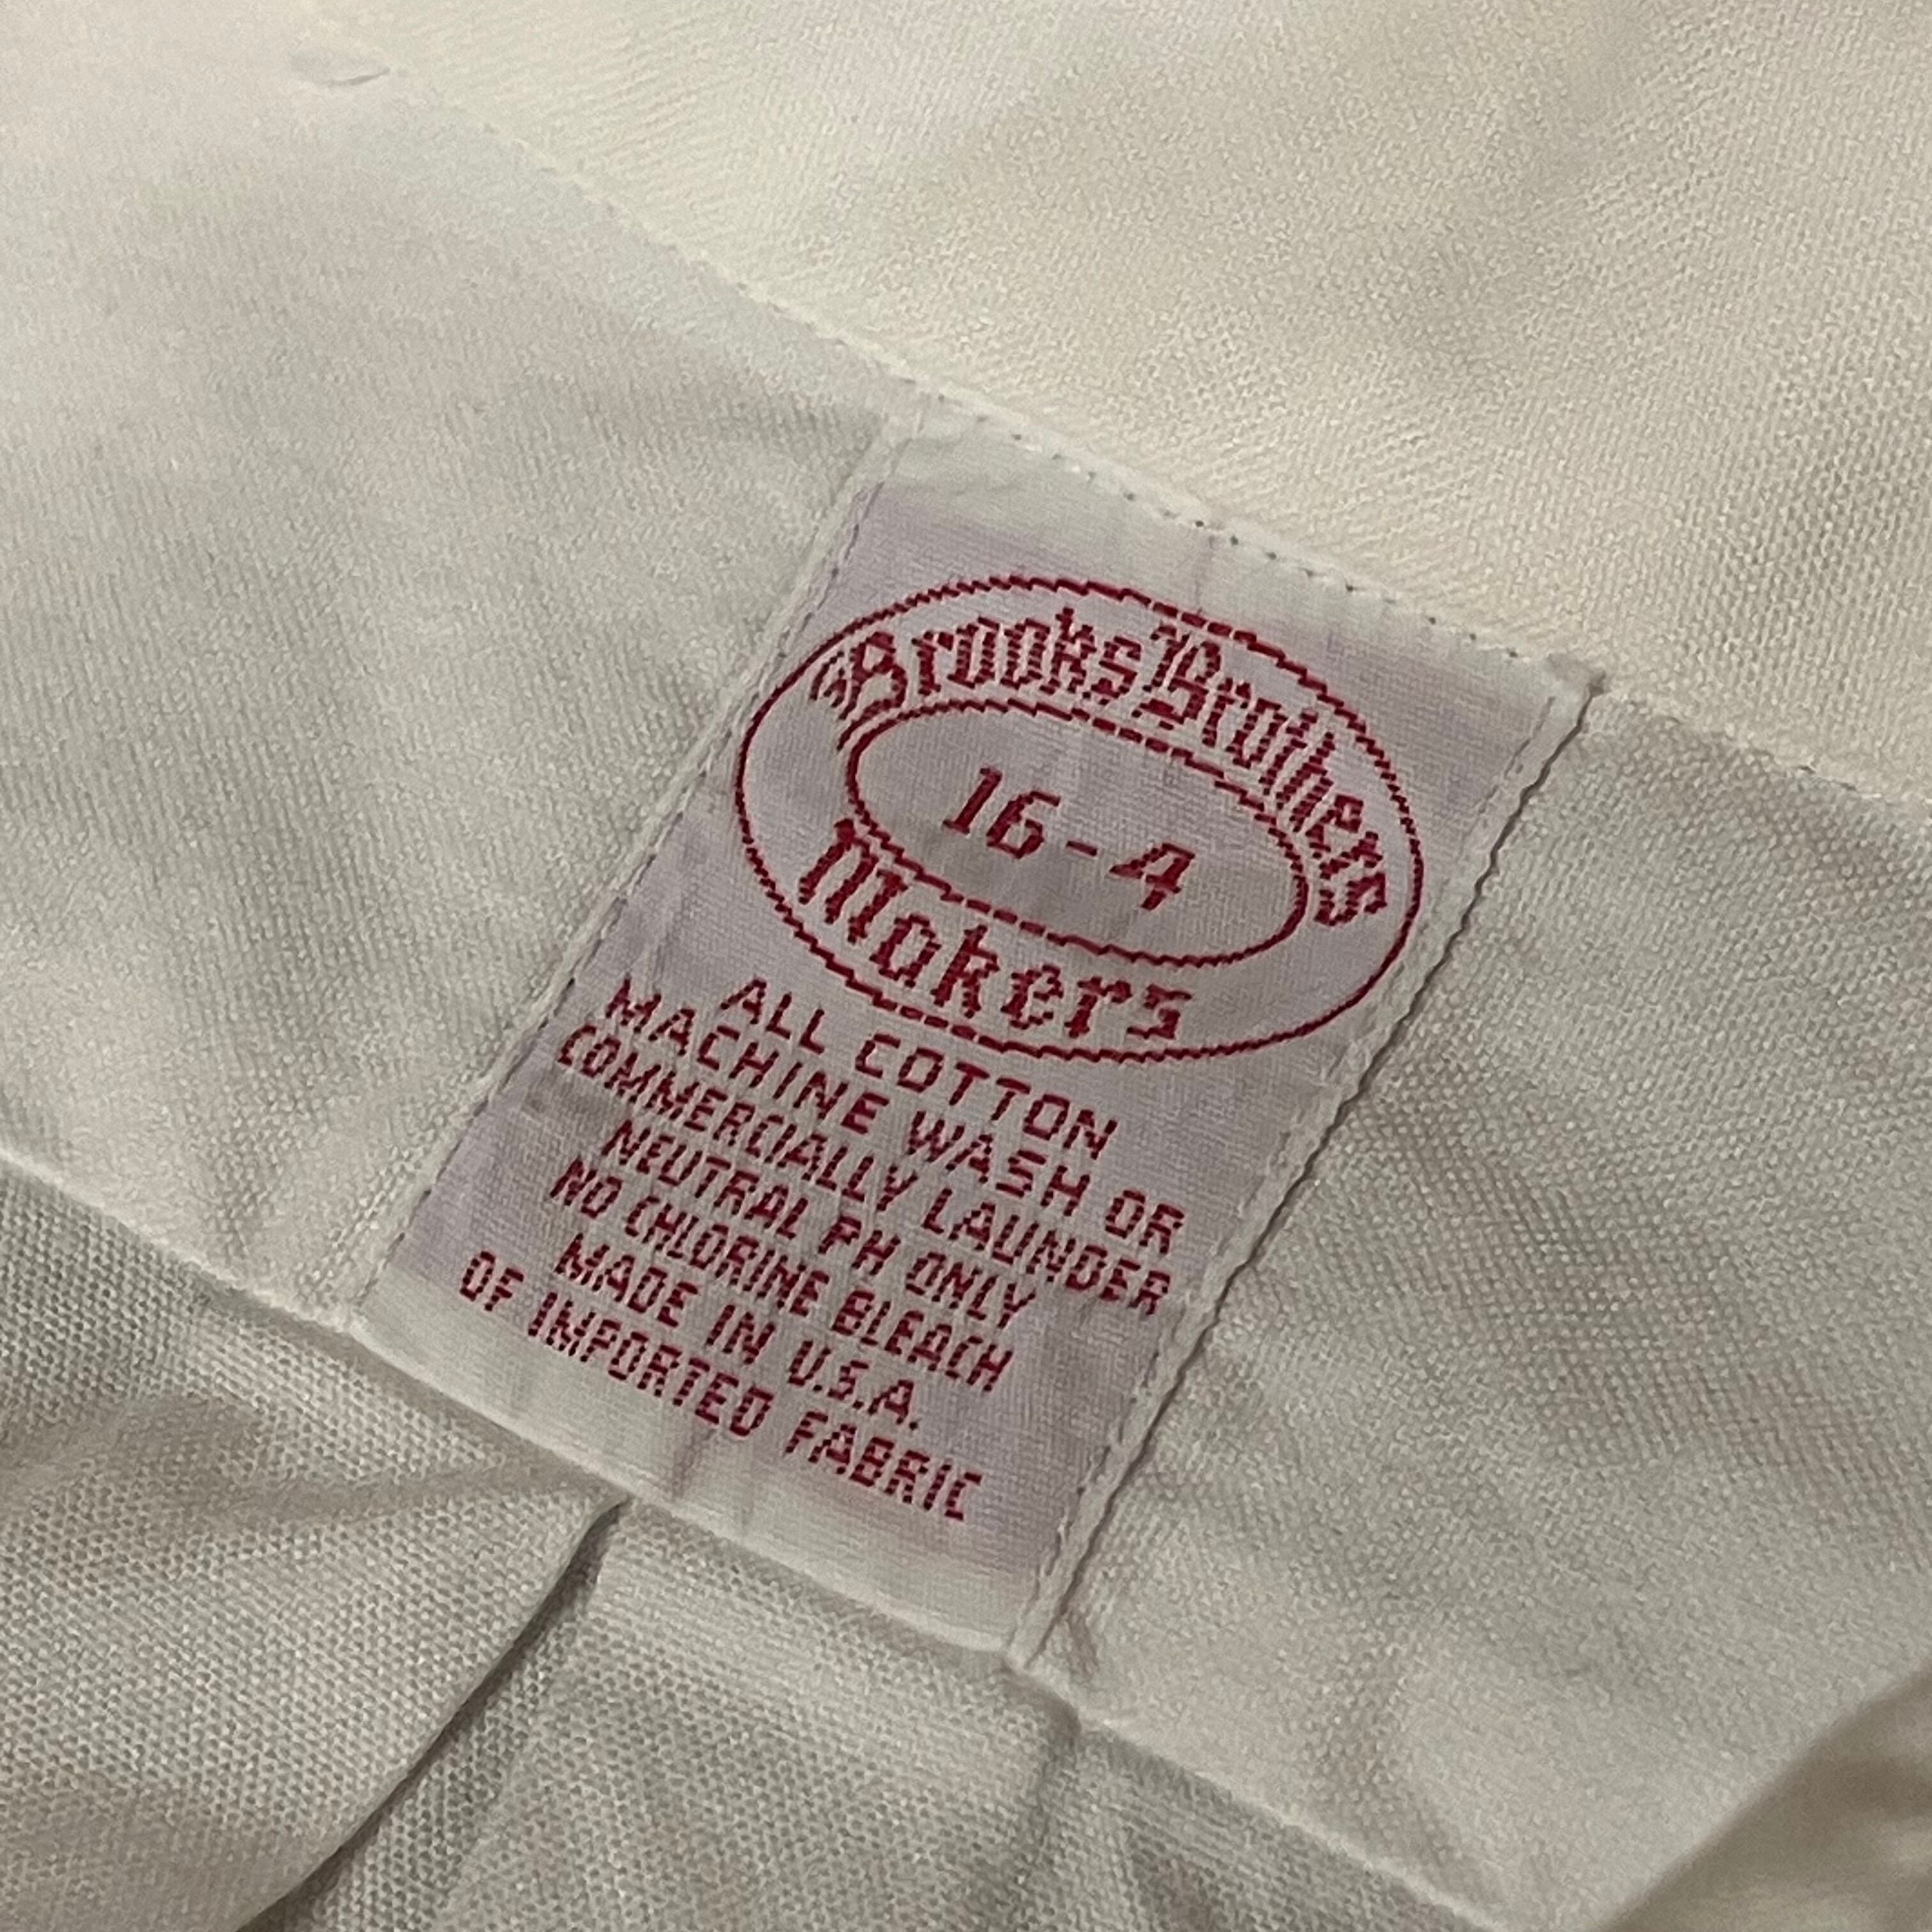 Brooks Brothers
16-4
Makers
ALL COTTON
MACHINE WASH OR
COMMERCIALLY LAUNDER
NEUTRAL PH ONLY
NO CHLORINE BLEACH
MADE IN U.S.A.
OF IMPORTED FABRIC